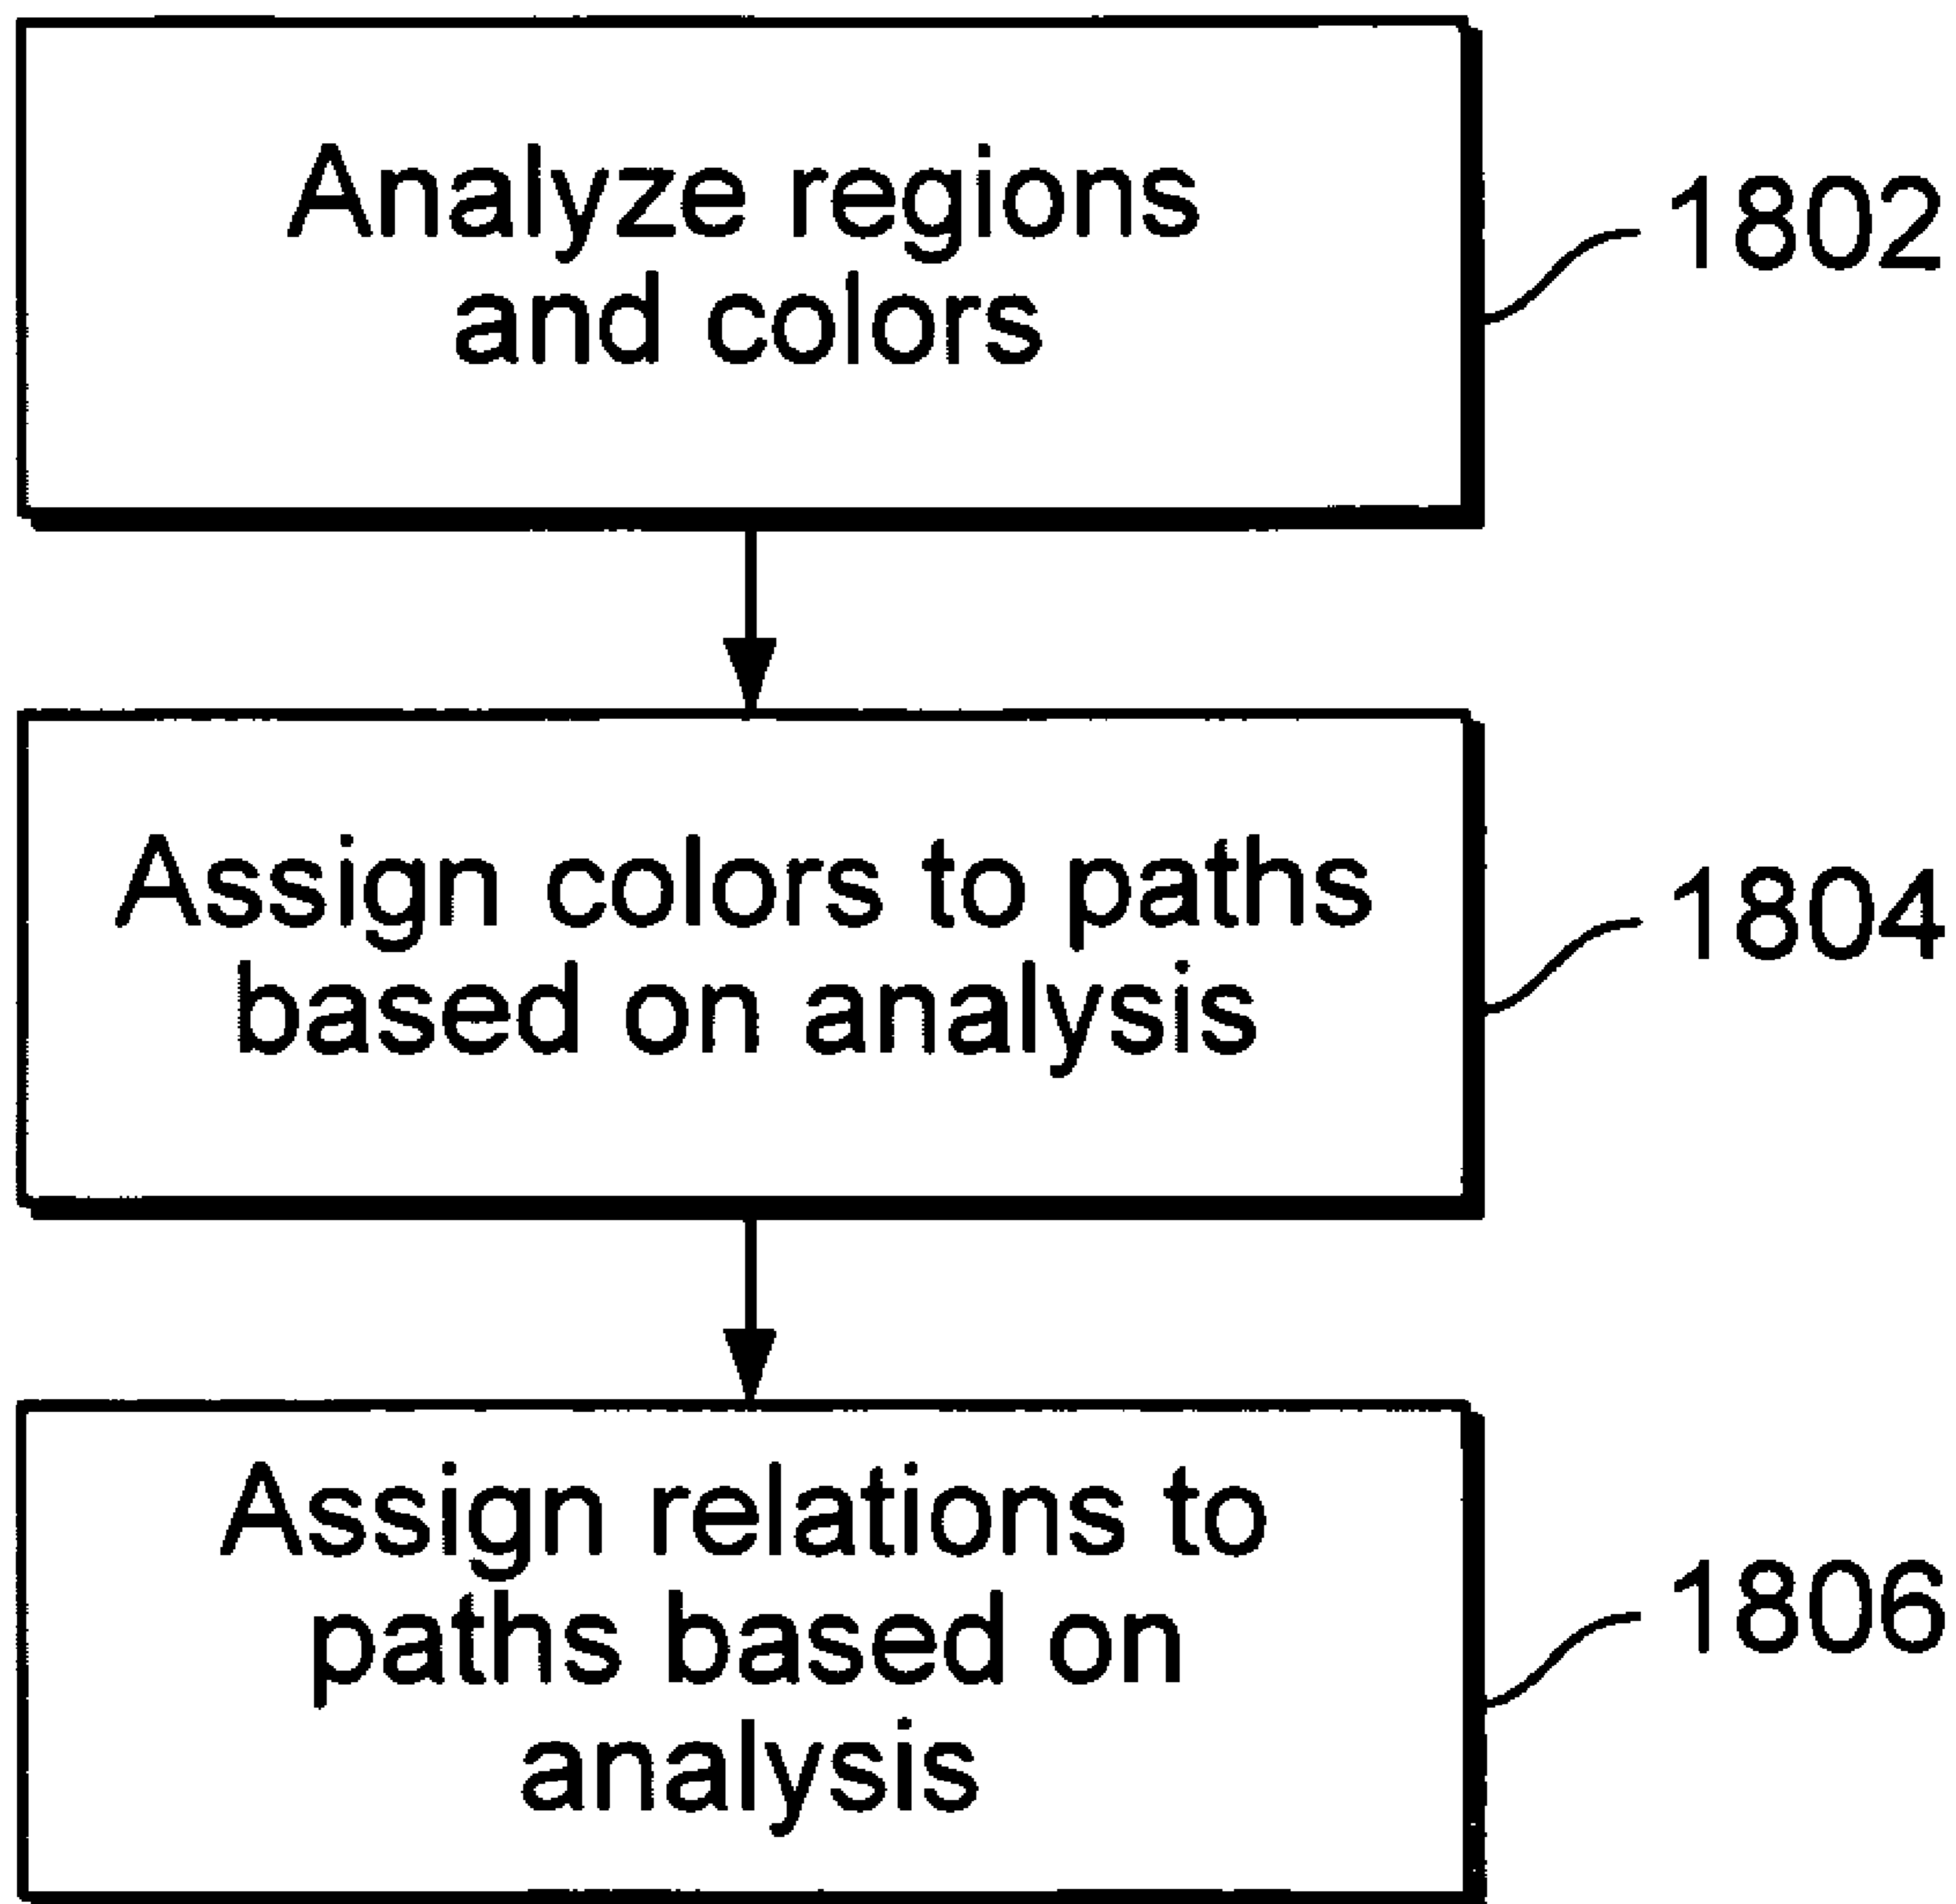 Analyze regions
and colors
1802
Assign colors to paths
based on analysis
1804
Assign relations to
paths based on
analysis
1806